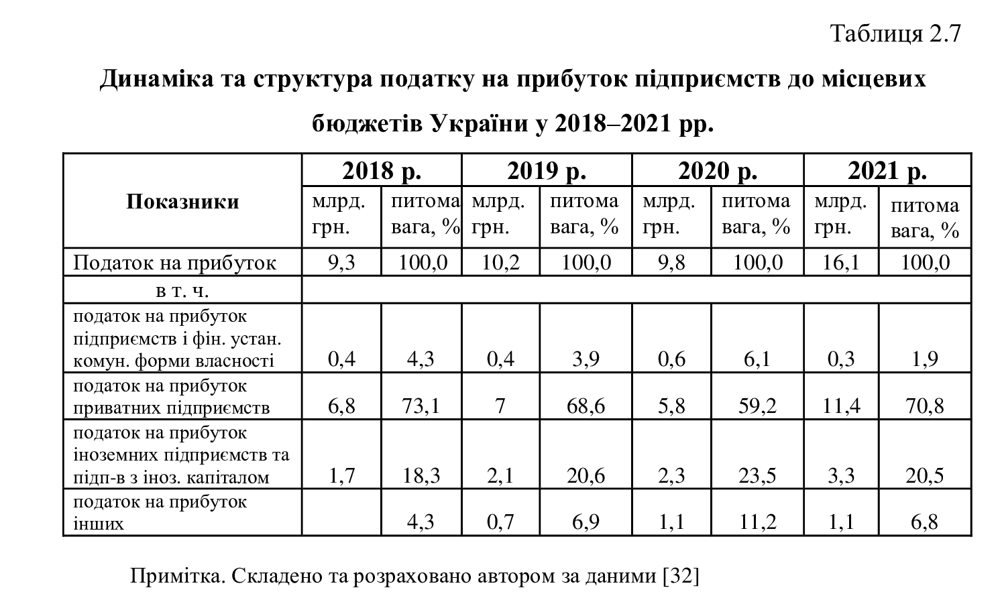 Таблиця 2.7
Динаміка та структура податку на прибуток підприємств до місцевих
бюджетів України у 2018–2021 рр.
Показники 2018 р. 2019 р. 2020 р. 2021 р.
млрд. грн. питома вага, % млрд. грн. питома вага, % млрд. грн. питома вага, % млрд. грн. питома вага, %
Податок на прибуток 9,3 100,0 10,2 100,0 9,8 100,0 16,1 100,0
в т. ч.
податок на прибуток
підприємств і фін. устан.
комун. форми власності 0,4 4,3 0,4 3,9 0,6 6,1 0,3 1,9
податок на прибуток
приватних підприємств 6,8 73,1 7 68,6 5,8 59,2 11,4 70,8
податок на прибуток
іноземних підприємств та
підп-в з іноз. капіталом 1,7 18,3 2,1 20,6 2,3 23,5 3,3 20,5
податок на прибуток
інших 4,3 0,7 6,9 1,1 11,2 1,1 6,8
Примітка. Складено та розраховано автором за даними [32]